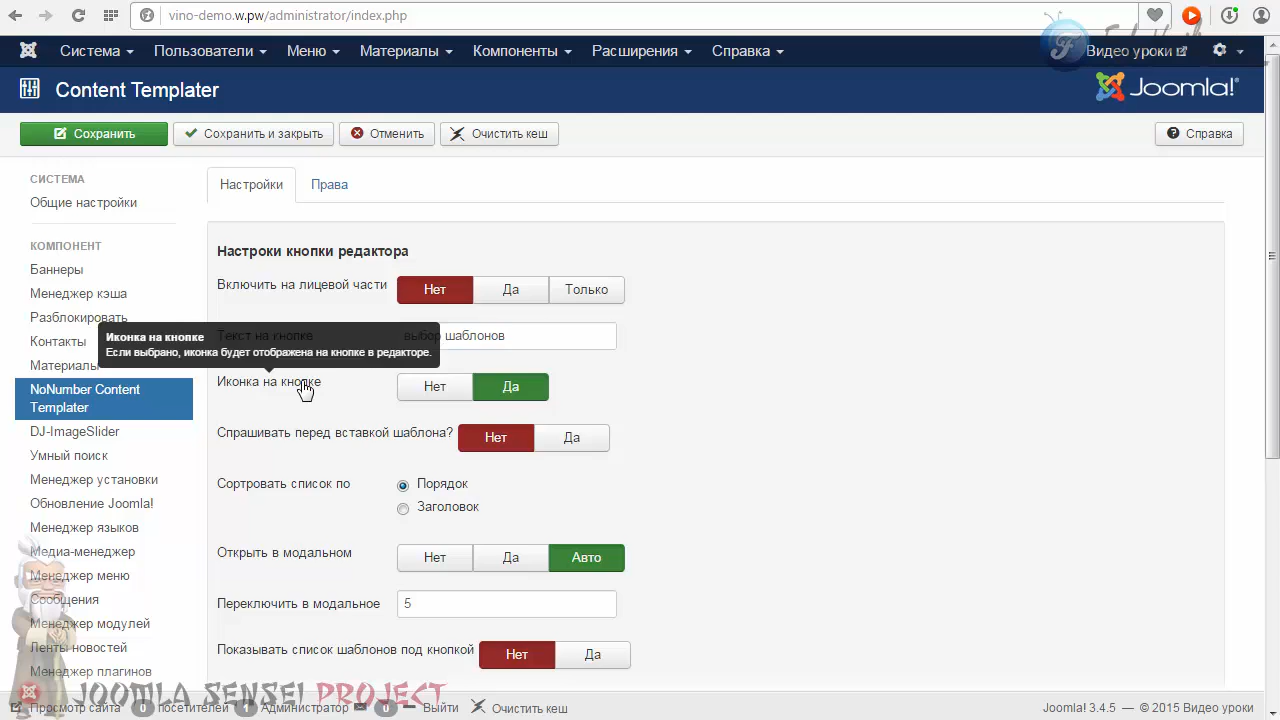 vino-demo.w.pw/administrator/index.php
Система Пользователи Меню Материалы Компоненты Расширения Справка Видео уроки
Content Templater Joomla!
Сохранить Сохранить и закрыть Отменить Очистить кеш Справка
СИСТЕМА
Общие настройки
КОМПОНЕНТ
Баннеры
Менеджер кэша
Разблокировать
Контакты
Материалы
NoNumber Content
Templater
DJ-ImageSlider
Умный поиск
Менеджер установки
Обновление Joomla!
Менеджер языков
Медиа-менеджер
Менеджер меню
Сообщения
Менеджер модулей
Ленты новостей
Менеджер плагинов
Настройки Права
Настроки кнопки редактора
Включить на лицевой части Нет Да Только
Текст на кнопке выбор шаблонов
Иконка на кнопке
Если выбрано, иконка будет отображена на кнопке в редакторе.
Иконка на кнопке Нет Да
Спрашивать перед вставкой шаблона? Нет Да
Сортировать список по Порядок
Заголовок
Открыть в модальном Нет Да Авто
Переключить в модальное 5
Показывать список шаблонов под кнопкой Нет Да
JOOMLA SENSEI PROJECT
Просмотр сайта 0 посетителей 1 Администратор 0 Выйти Очистить кеш Joomla! 3.4.5 — © 2015 Видео уроки